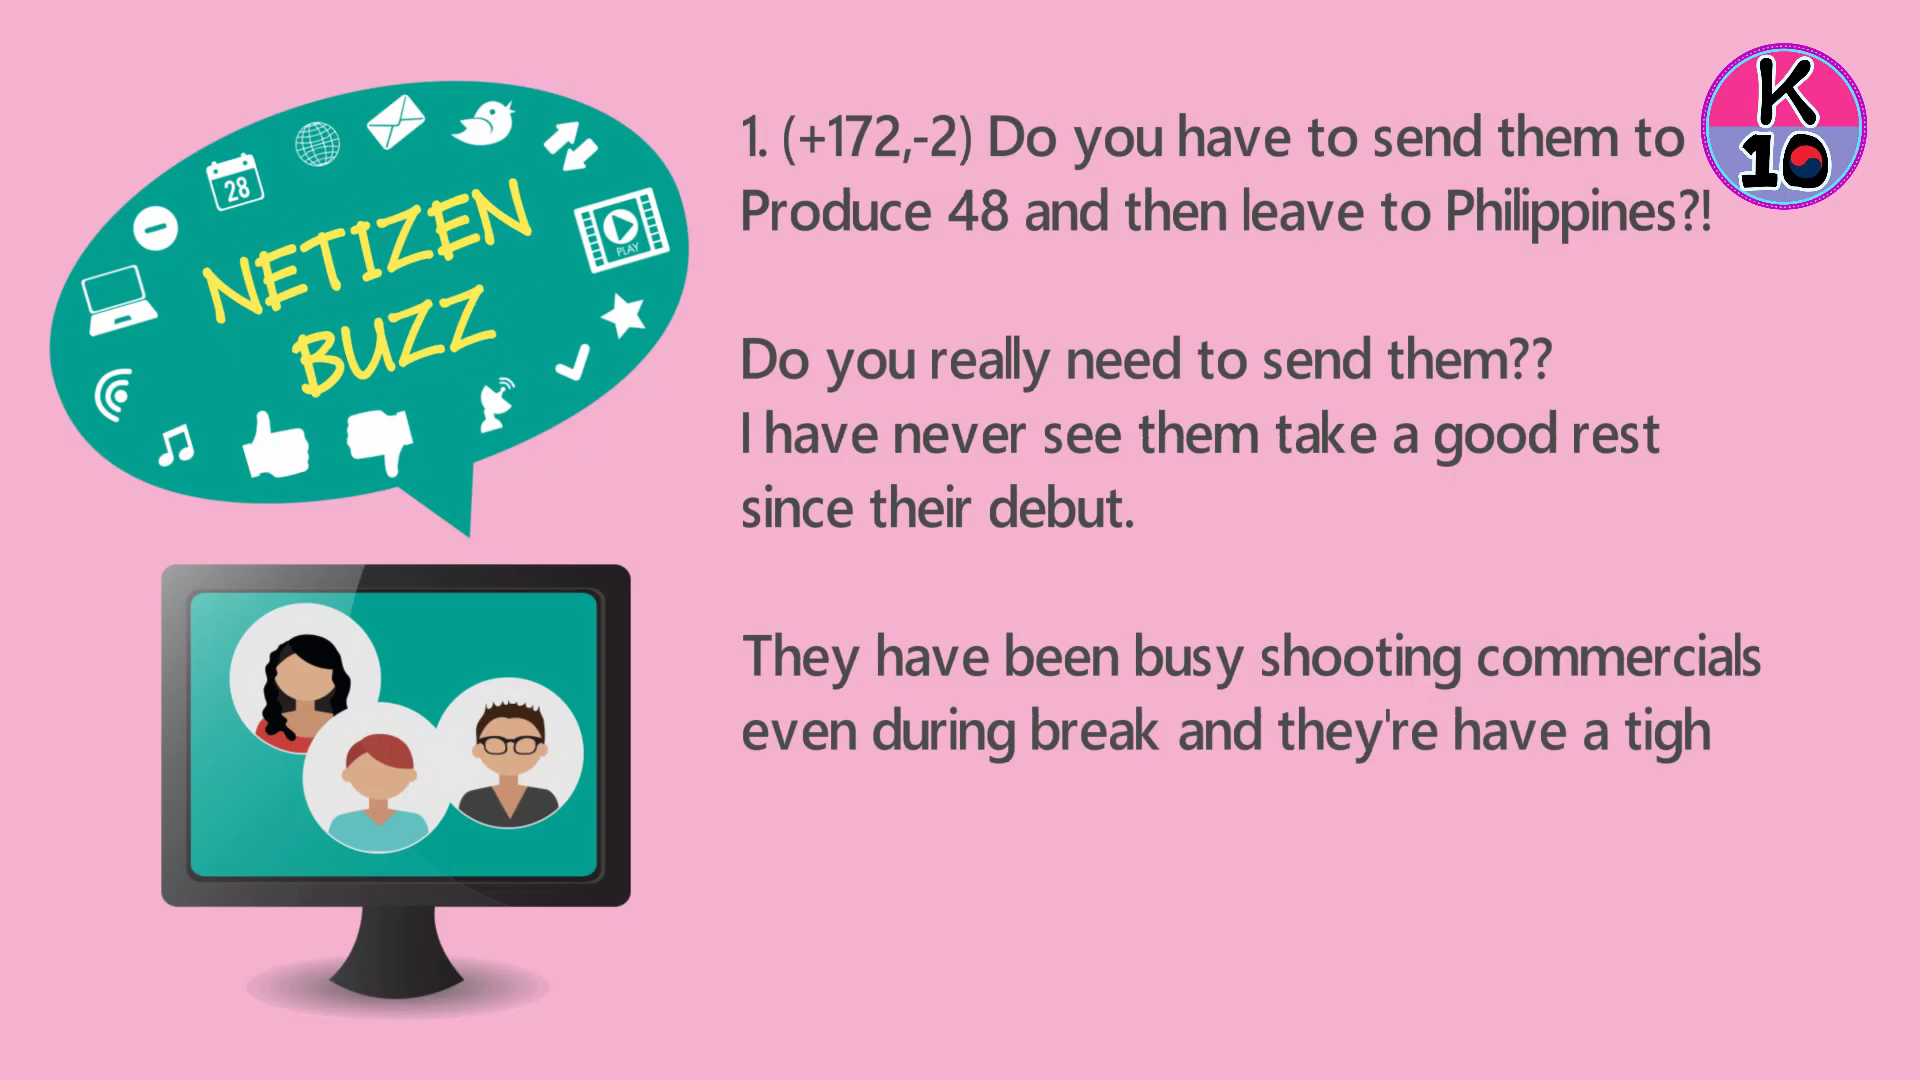 28
NETIZEN
BUZZ
PLAY
K
10
1. (+172,-2) Do you have to send them to
Produce 48 and then leave to Philippines?!
Do you really need to send them??
I have never see them take a good rest
since their debut.
They have been busy shooting commercials
even during break and they're have a tigh